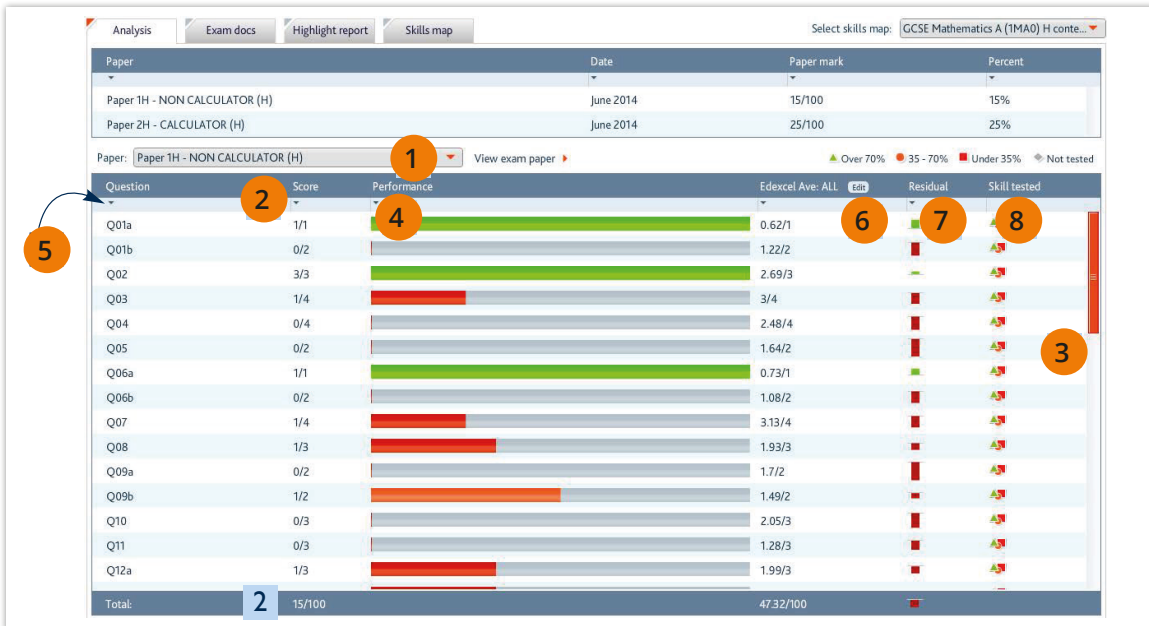 Analysis Exam docs Highlight report Skills map Select skills map: GCSE Mathematics A (1MA0) H conte...
Paper Date Paper mark Percent
Paper 1H - NON CALCULATOR (H) June 2014 15/100 15%
Paper 2H - CALCULATOR (H) June 2014 25/100 25%
Paper: Paper 1H - NON CALCULATOR (H) 1 View exam paper Over 70% 35 - 70% Under 35% Not tested
Question 2 Score Performance Edexcel Ave: ALL Edit Residual Skill tested
4 6 7 8
Q01a 1/1 0.62/1
5
Q01b 0/2 1.22/2
Q02 3/3 2.69/3
Q03 1/4 3/4
Q04 0/4 2.48/4
Q05 0/2 1.64/2
3
Q06a 1/1 0.73/1
Q06b 0/2 1.08/2
Q07 1/4 3.13/4
Q08 1/3 1.93/3
Q09a 0/2 1.7/2
Q09b 1/2 1.49/2
Q10 0/3 2.05/3
Q11 0/3 1.28/3
Q12a 1/3 1.99/3
Total: 2 15/100 47.32/100